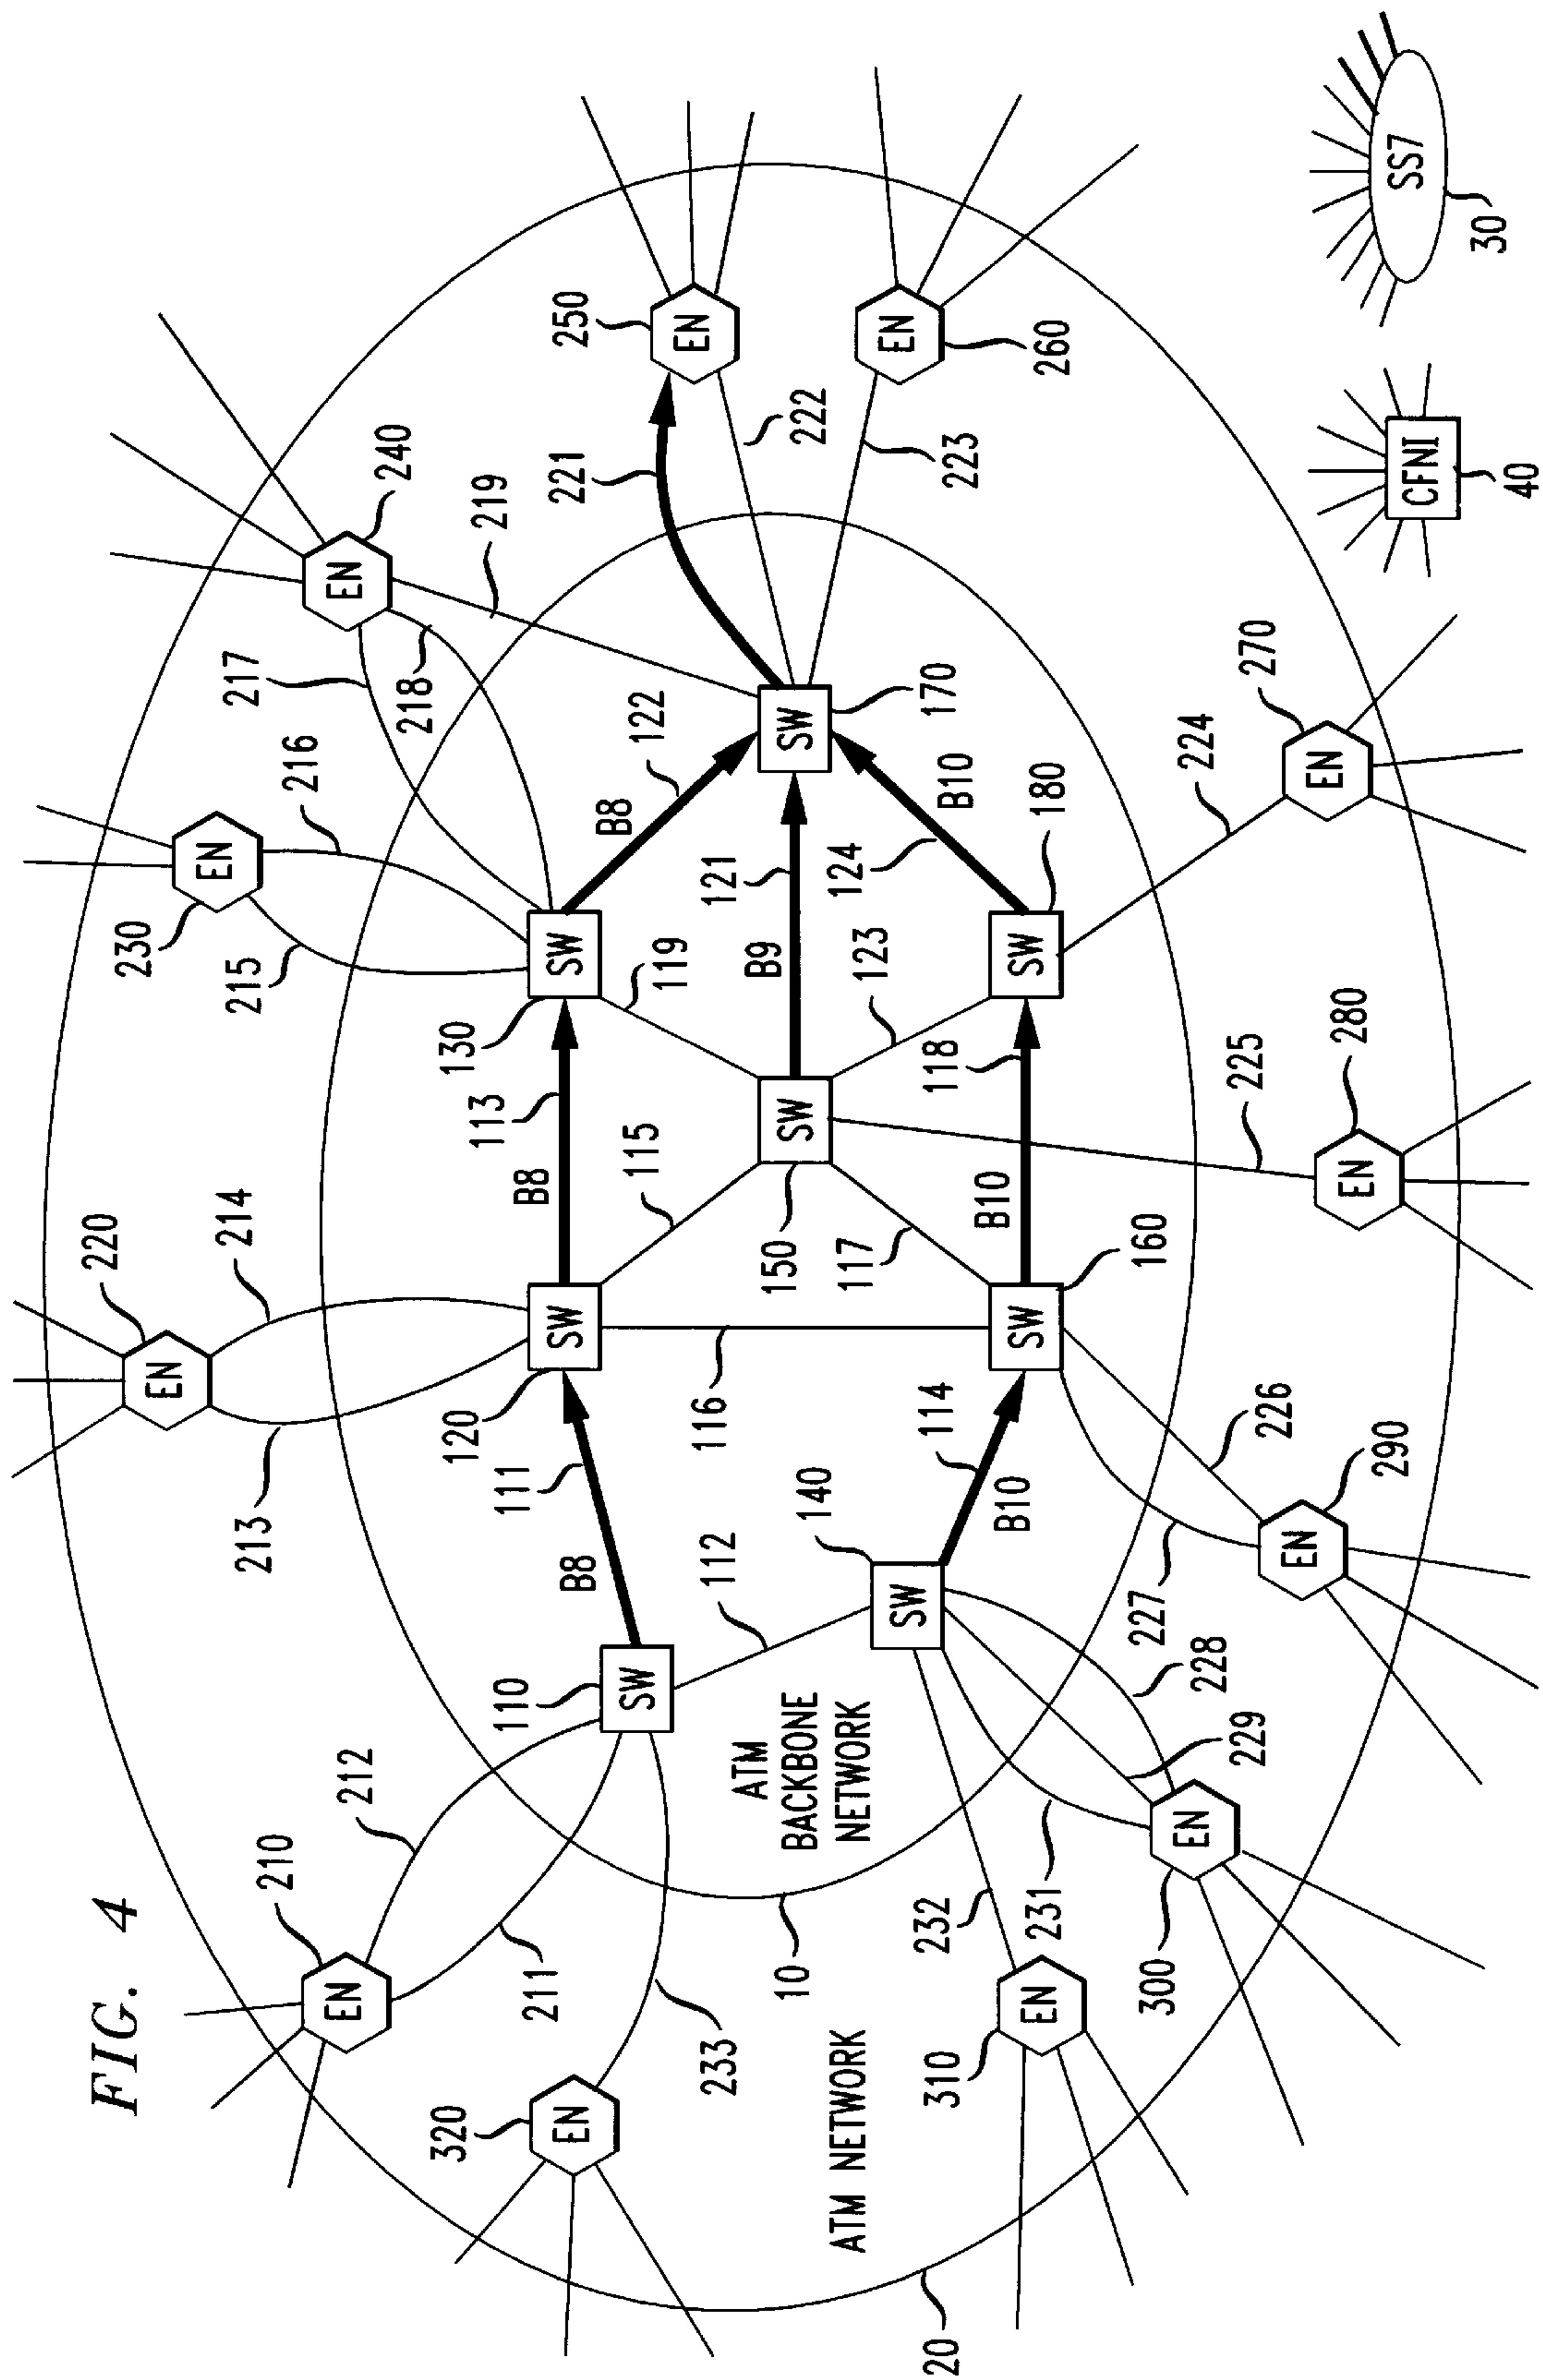 FIG. 4
210
212
EN
211
320
EN
233
ATM NETWORK
20
10
ATM
BACKBONE
NETWORK
220
214
EN
213
230
EN
216
215
217
218
240
EN
219
221
250
EN
222
260
EN
223
110
SW
B8
111
112
120
SW
B8
113
115
116
130
SW
119
B8
122
140
SW
B10
114
150
SW
117
B9
121
123
170
SW
160
SW
B10
118
180
SW
124
B10
224
270
EN
225
280
EN
226
290
EN
227
228
229
300
EN
231
232
310
EN
CFNI
40
SS7
30